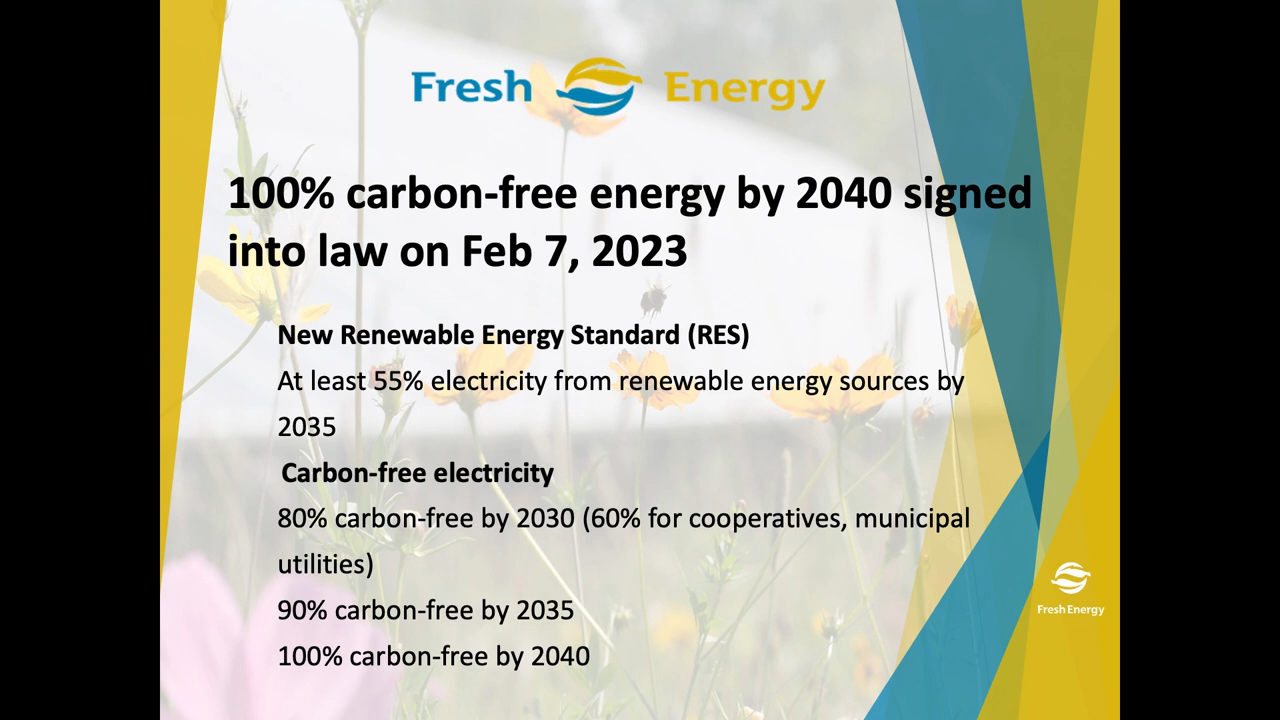 Fresh Energy
100% carbon-free energy by 2040 signed
into law on Feb 7, 2023
New Renewable Energy Standard (RES)
At least 55% electricity from renewable energy sources by
2035
Carbon-free electricity
80% carbon-free by 2030 (60% for cooperatives, municipal
utilities)
90% carbon-free by 2035
100% carbon-free by 2040
Fresh Energy